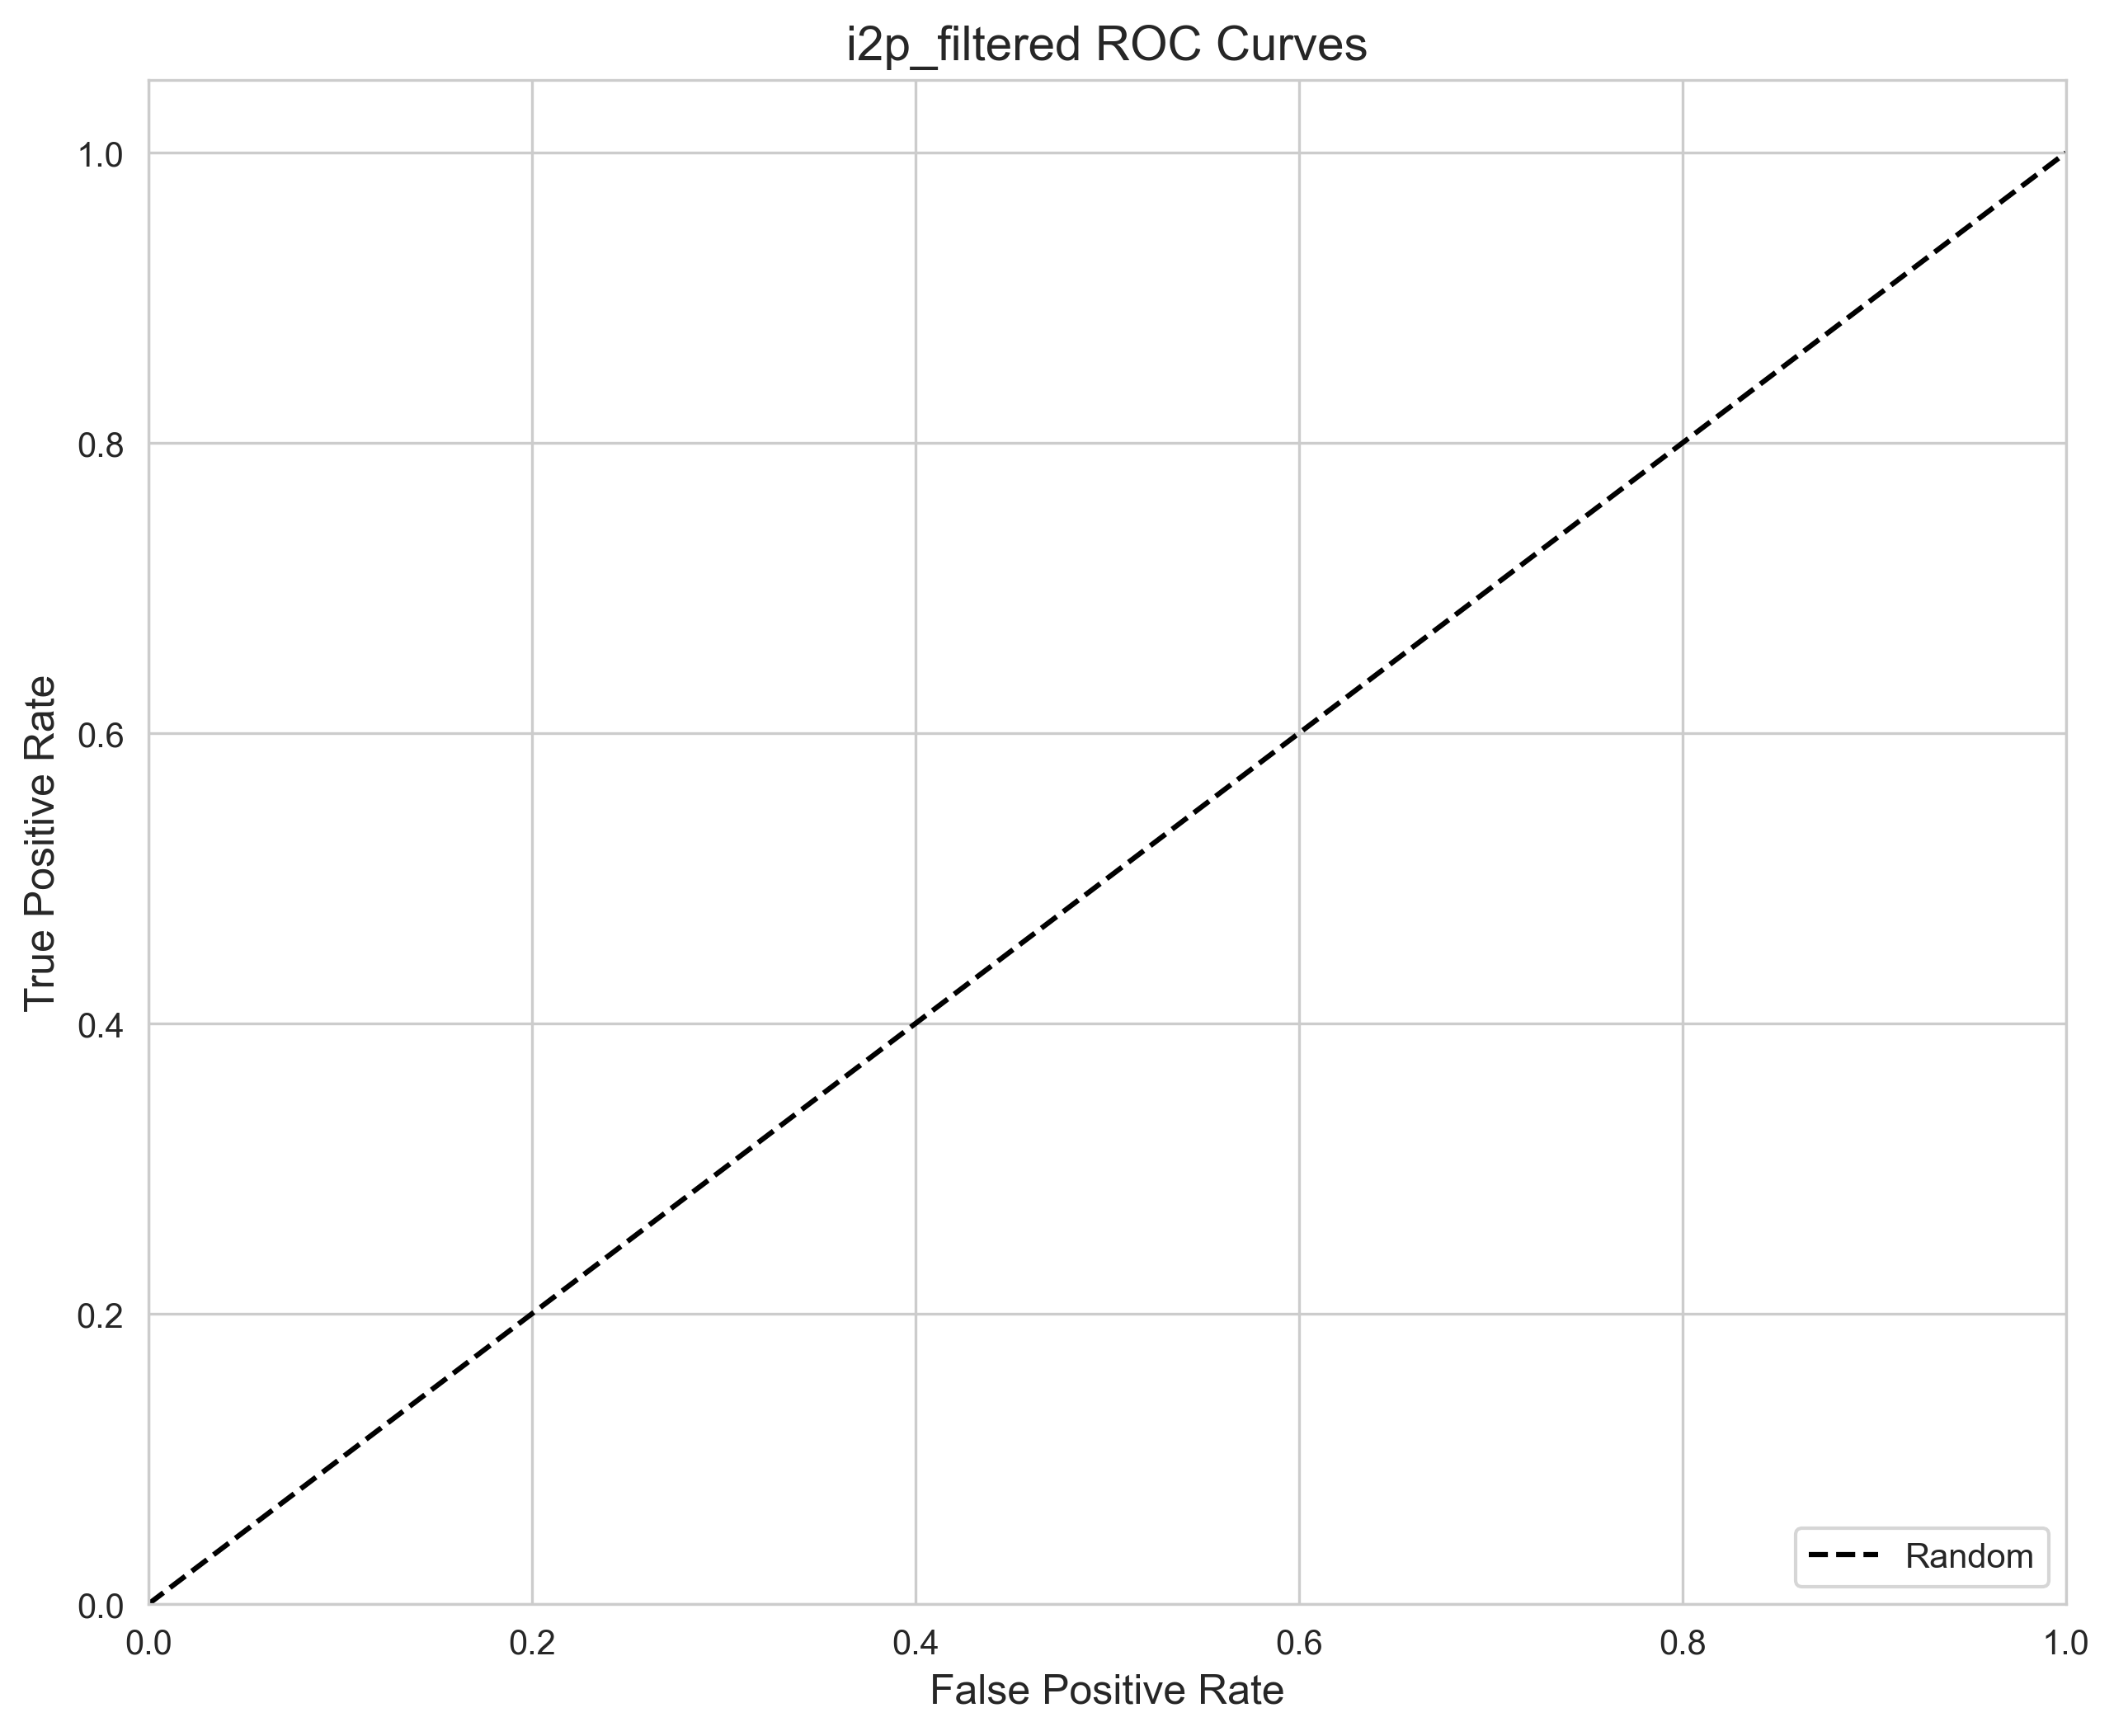 i2p_filtered ROC Curves
True Positive Rate
1.0
0.8
0.6
0.4
0.2
0.0
Random
0.0 0.2 0.4 0.6 0.8 1.0
False Positive Rate